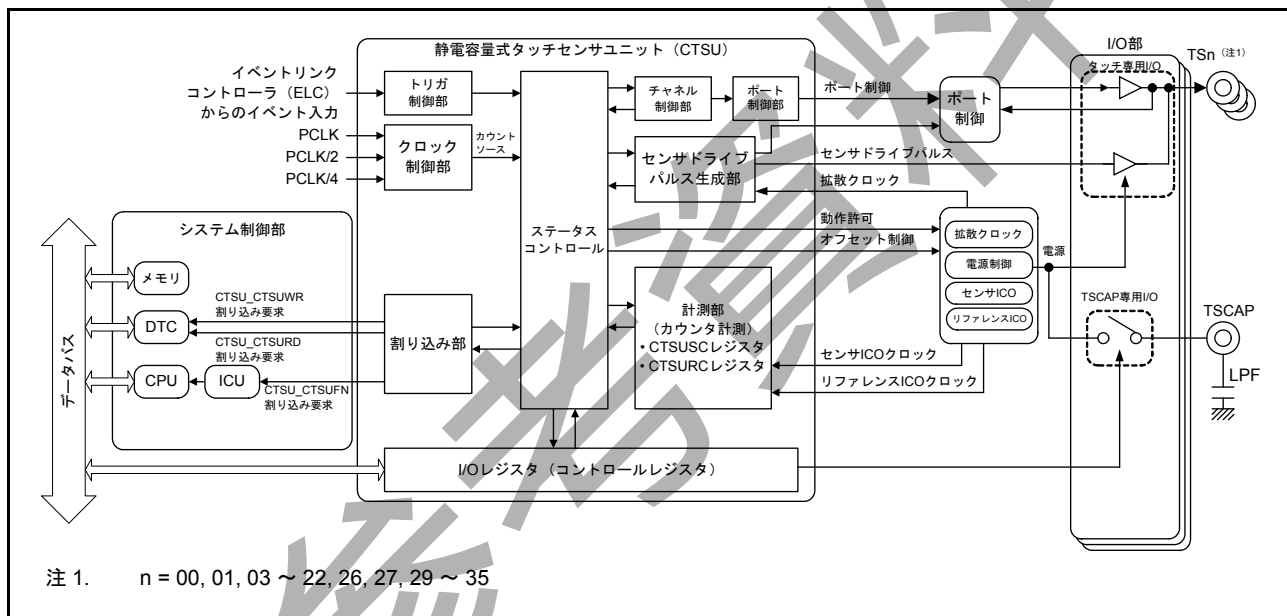 静電容量式タッチセンサユニット（CTSU）
I/O部
TSn （注1）
タッチ専用I/O
イベントリンク
コントローラ（ELC）
からのイベント入力
トリガ
制御部
チャネル
制御部
ポート
制御部
ポート制御
ポート
制御
PCLK
PCLK/2
PCLK/4
クロック
制御部
カウント
ソース
センサドライブ
パルス生成部
センサドライブパルス
拡散クロック
システム制御部
ステータス
コントロール
動作許可
オフセット制御
拡散クロック
電源制御
センサICO
リファレンスICO
電源
TSCAP専用I/O
TSCAP
LPF
データバス
メモリ
DTC
CPU
ICU
CTSU_CTSUWR
割り込み要求
CTSU_CTSURD
割り込み要求
CTSU_CTSUFN
割り込み要求
割り込み部
計測部
（カウンタ計測）
・CTSUSCレジスタ
・CTSURCレジスタ
センサICOクロック
リファレンスICOクロック
I/Oレジスタ（コントロールレジスタ）
注 1. n = 00, 01, 03 ～ 22, 26, 27, 29 ～ 35
参考資料